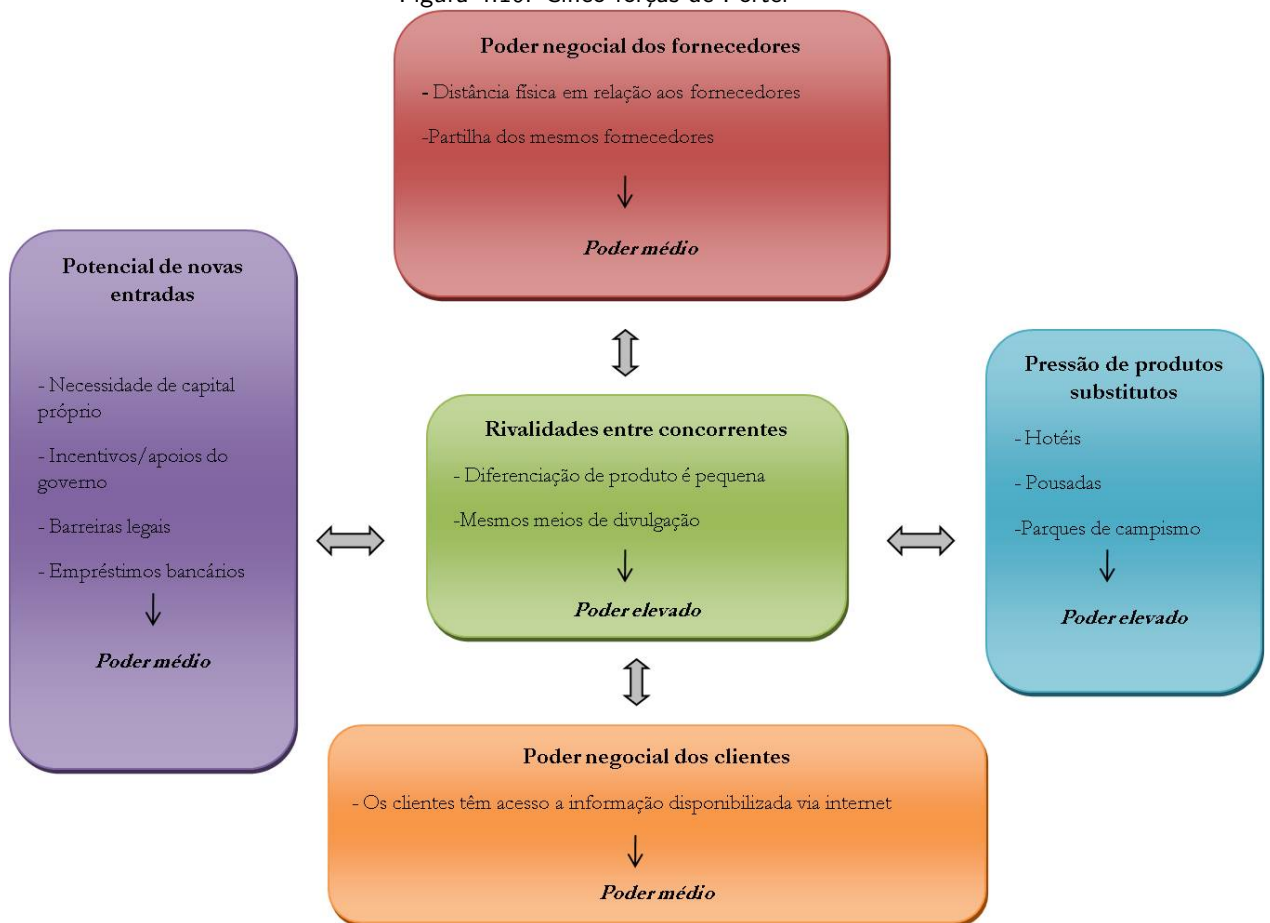 Figura 4.10: Cinco forças de Porter
Poder negocial dos fornecedores
- Distância física em relação aos fornecedores
-Partilha dos mesmos fornecedores
Poder médio
Potencial de novas
entradas
- Necessidade de capital
próprio
- Incentivos/apoios do
governo
- Barreiras legais
- Empréstimos bancários
Poder médio
Rivalidades entre concorrentes
- Diferenciação de produto é pequena
-Mesmos meios de divulgação
Poder elevado
Pressão de produtos
substitutos
- Hotéis
- Pousadas
-Parques de campismo
Poder elevado
Poder negocial dos clientes
- Os clientes têm acesso a informação disponibilizada via internet
Poder médio